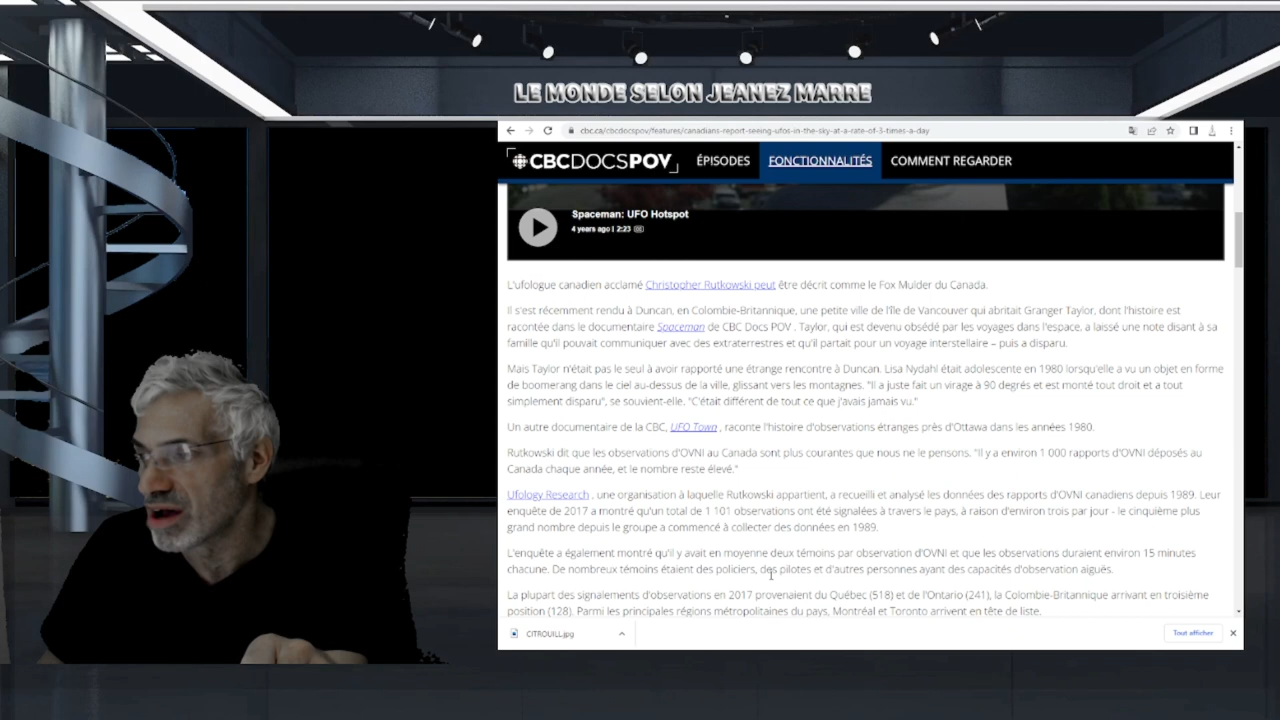 LE MONDE SELON JEANEZ MARRE
cbc.ca/cbcdocspov/features/canadians-report-seeing-ufos-in-the-sky-at-a-rate-of-3-times-a-day
CBCDOCSPOV ÉPISODES FONCTIONNALITÉS COMMENT REGARDER
Spaceman: UFO Hotspot
4 years ago | 2:23 CC
L'ufologue canadien acclamé Christopher Rutkowski peut être décrit comme le Fox Mulder du Canada.
Il s'est récemment rendu à Duncan, en Colombie-Britannique, une petite ville de l'île de Vancouver qui abritait Granger Taylor, dont l'histoire est
racontée dans le documentaire Spaceman de CBC Docs POV . Taylor, qui est devenu obsédé par les voyages dans l'espace, a laissé une note disant à sa
famille qu'il pouvait communiquer avec des extraterrestres et qu'il partait pour un voyage interstellaire – puis a disparu.
Mais Taylor n'était pas le seul à avoir rapporté une étrange rencontre à Duncan. Lisa Nydahl était adolescente en 1980 lorsqu'elle a vu un objet en forme
de boomerang dans le ciel au-dessus de la ville, glissant vers les montagnes. "Il a juste fait un virage à 90 degrés et est monté tout droit et a tout
simplement disparu", se souvient-elle. "C'était différent de tout ce que j'avais jamais vu."
Un autre documentaire de la CBC, UFO Town , raconte l'histoire d'observations étranges près d'Ottawa dans les années 1980.
Rutkowski dit que les observations d'OVNI au Canada sont plus courantes que nous ne le pensons. "Il y a environ 1 000 rapports d'OVNI déposés au
Canada chaque année, et le nombre reste élevé."
Ufology Research , une organisation à laquelle Rutkowski appartient, a recueilli et analysé les données des rapports d'OVNI canadiens depuis 1989. Leur
enquête de 2017 a montré qu'un total de 1 101 observations ont été signalées à travers le pays, à raison d'environ trois par jour - le cinquième plus
grand nombre depuis le groupe a commencé à collecter des données en 1989.
L'enquête a également montré qu'il y avait en moyenne deux témoins par observation d'OVNI et que les observations duraient environ 15 minutes
chacune. De nombreux témoins étaient des policiers, des pilotes et d'autres personnes ayant des capacités d'observation aiguës.
La plupart des signalements d'observations en 2017 provenaient du Québec (518) et de l'Ontario (241), la Colombie-Britannique arrivant en troisième
position (128). Parmi les principales régions métropolitaines du pays, Montréal et Toronto arrivent en tête de liste.
CITROUILL.jpg
Tout afficher